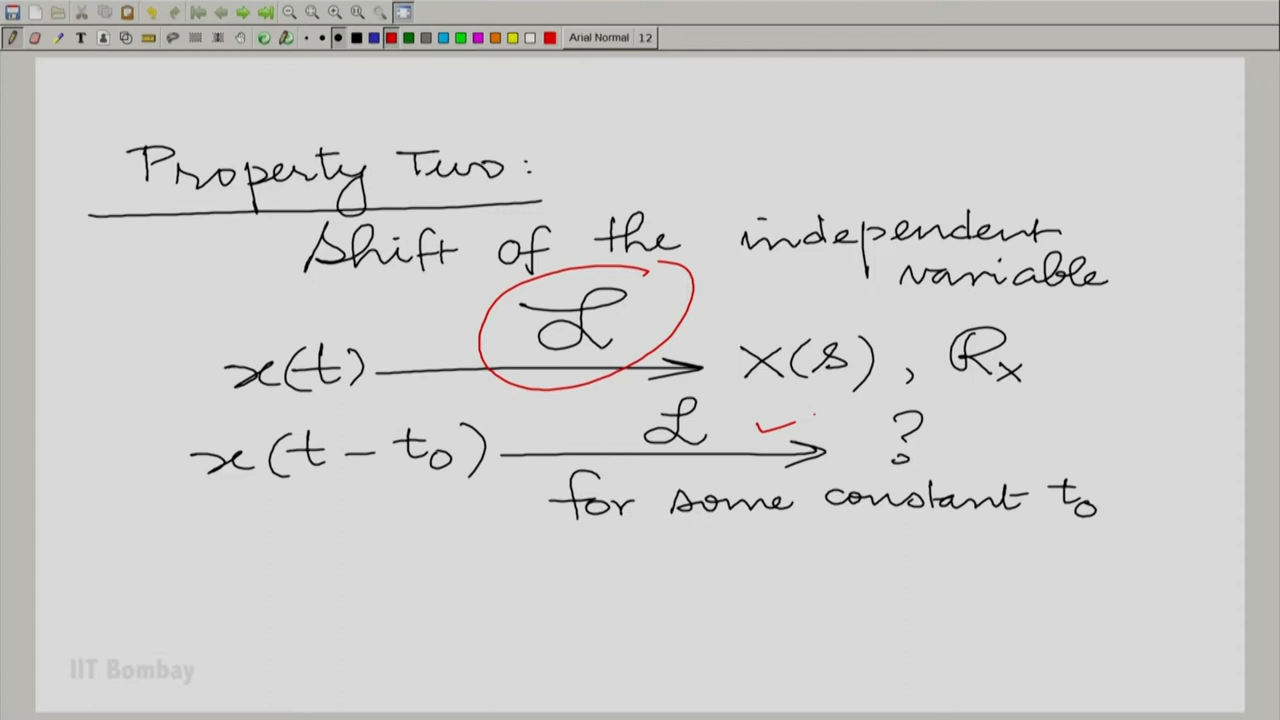 Arial Normal 12
Property Two:
Shift of the independent
variable
x(t) ℒ X(s), Rx
x(t - t0) ℒ ?
for some constant t0
IIT Bombay